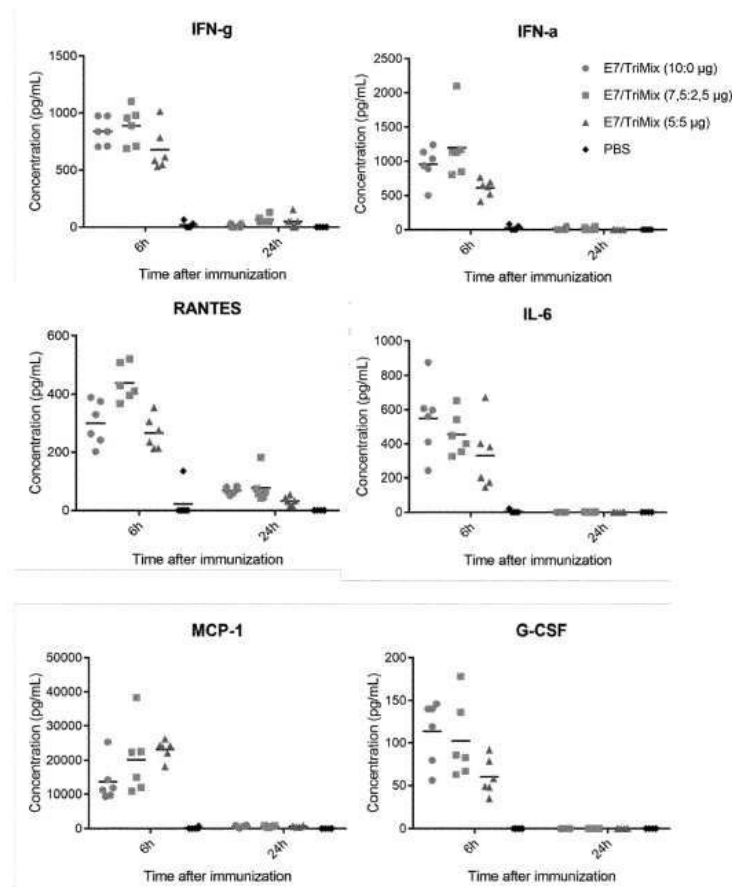 IFN-g
Concentration (pg/mL)
1500
1000
500
0
6h
24h
Time after immunization
IFN-a
Concentration (pg/mL)
2500
2000
1500
1000
500
0
6h
24h
Time after immunization
E7/TriMix (10:0 µg)
E7/TriMix (7,5:2,5 µg)
E7/TriMix (5:5 µg)
PBS
RANTES
Concentration (pg/mL)
600
400
200
0
6h
24h
Time after immunization
IL-6
Concentration (pg/mL)
1000
800
600
400
200
0
6h
24h
Time after immunization
MCP-1
Concentration (pg/mL)
50000
40000
30000
20000
10000
0
6h
24h
Time after immunization
G-CSF
Concentration (pg/mL)
200
150
100
50
0
6h
24h
Time after immunization